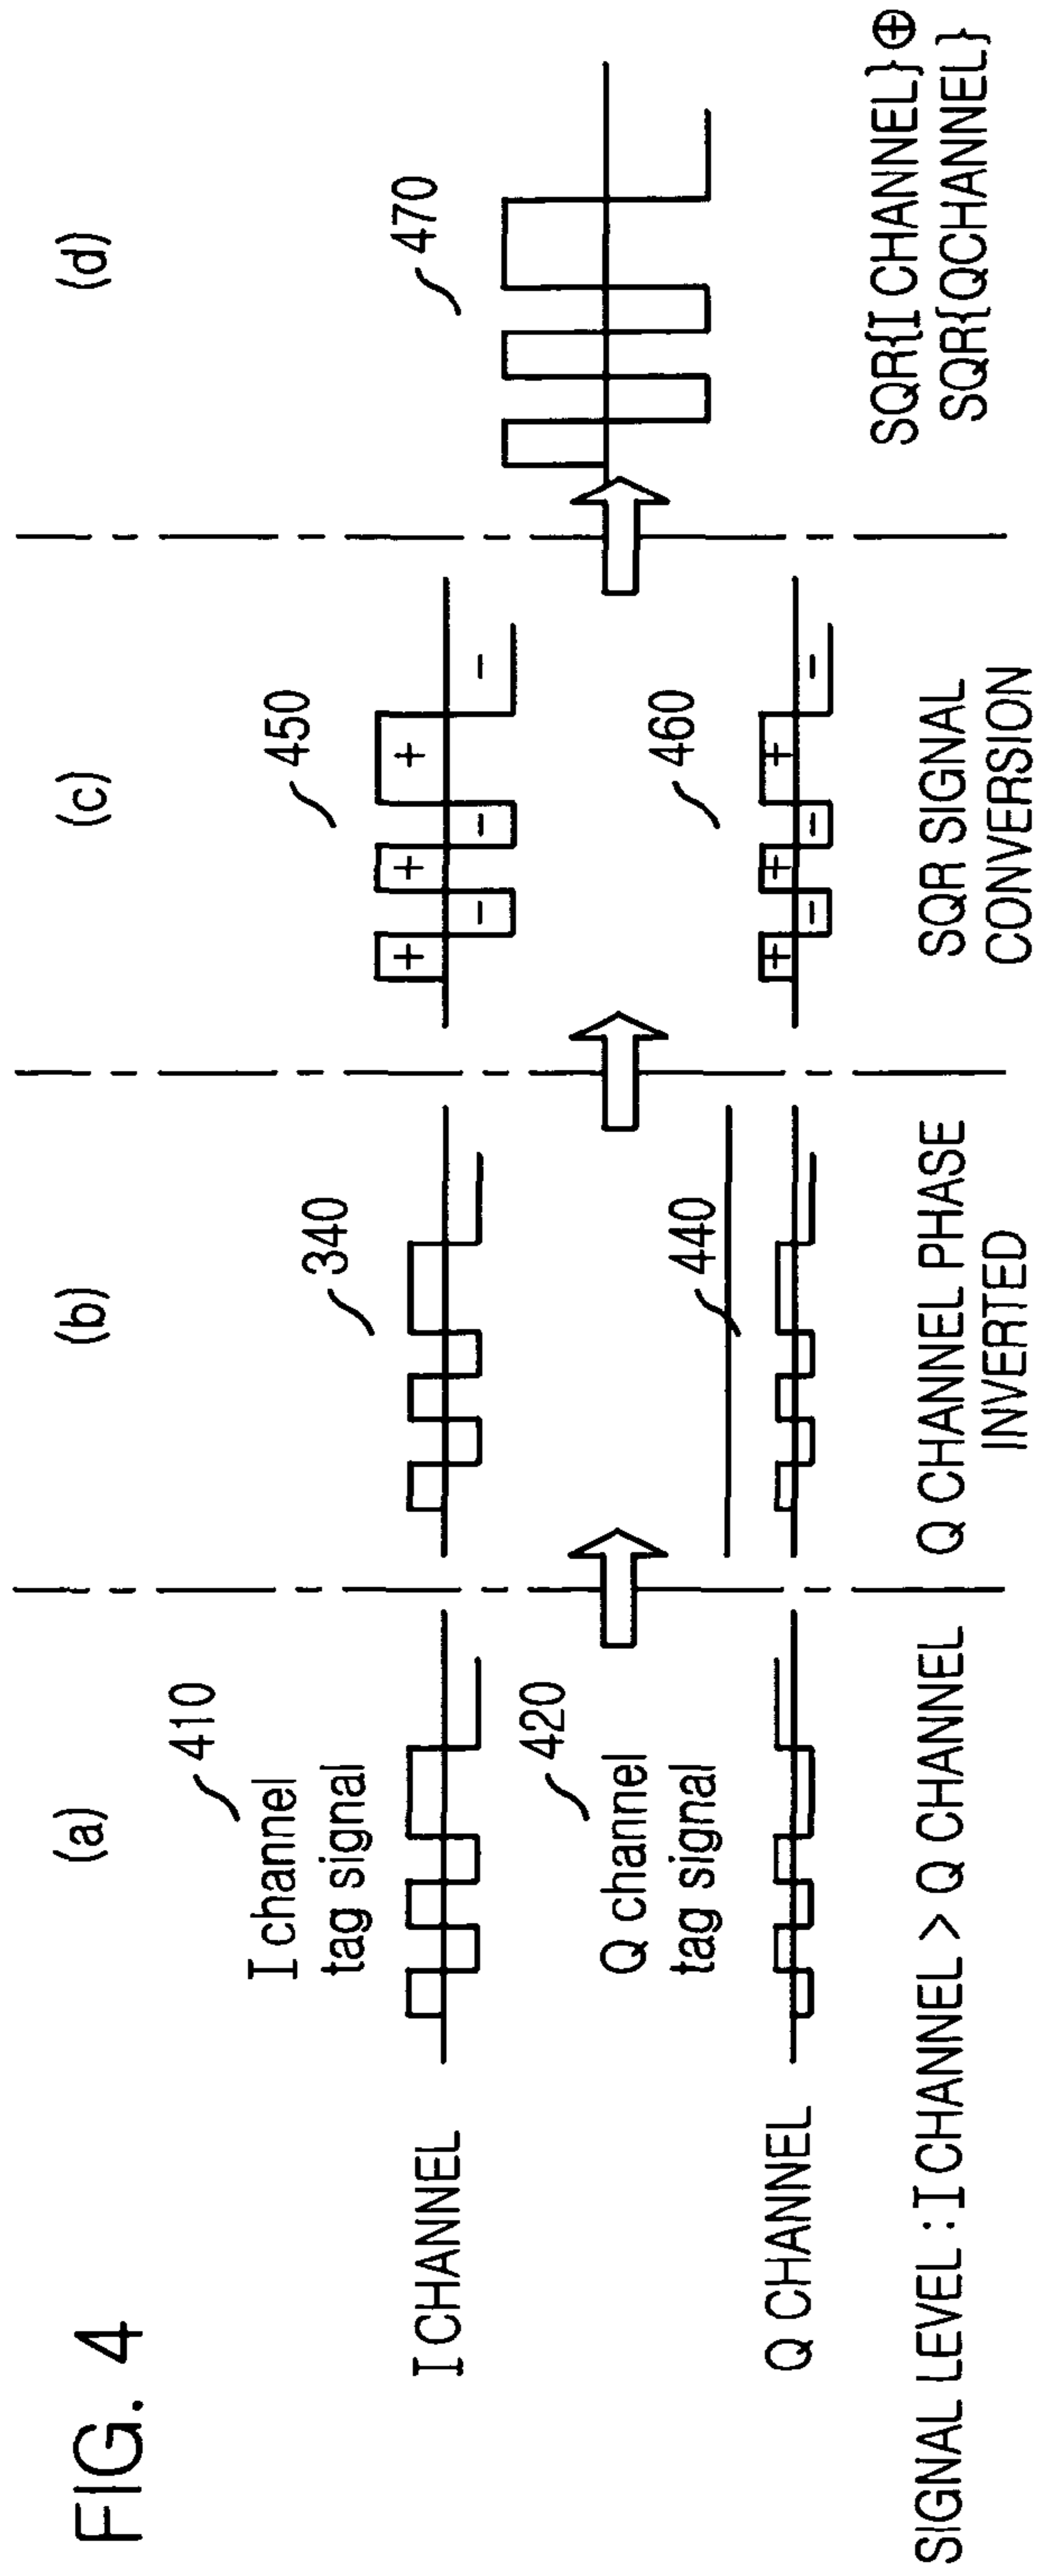 FIG. 4
(a)
(b)
(c)
(d)
410
I channel
tag signal
340
450
470
I CHANNEL
+
-
+
-
+
-
420
Q channel
tag signal
440
460
Q CHANNEL
+
-
+
-
+
-
SIGNAL LEVEL : I CHANNEL > Q CHANNEL
Q CHANNEL PHASE
INVERTED
SQR SIGNAL
CONVERSION
SQR{I CHANNEL} ⊕
SQR{QCHANNEL}